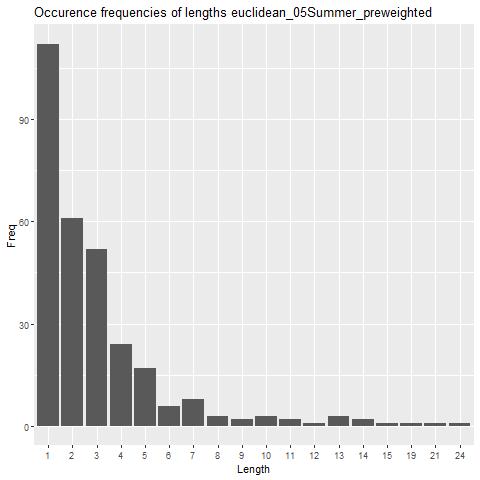 Occurence frequencies of lengths euclidean_05Summer_preweighted
90
60
30
0
Freq
1 2 3 4 5 6 7 8 9 10 11 12 13 14 15 19 21 24
Length